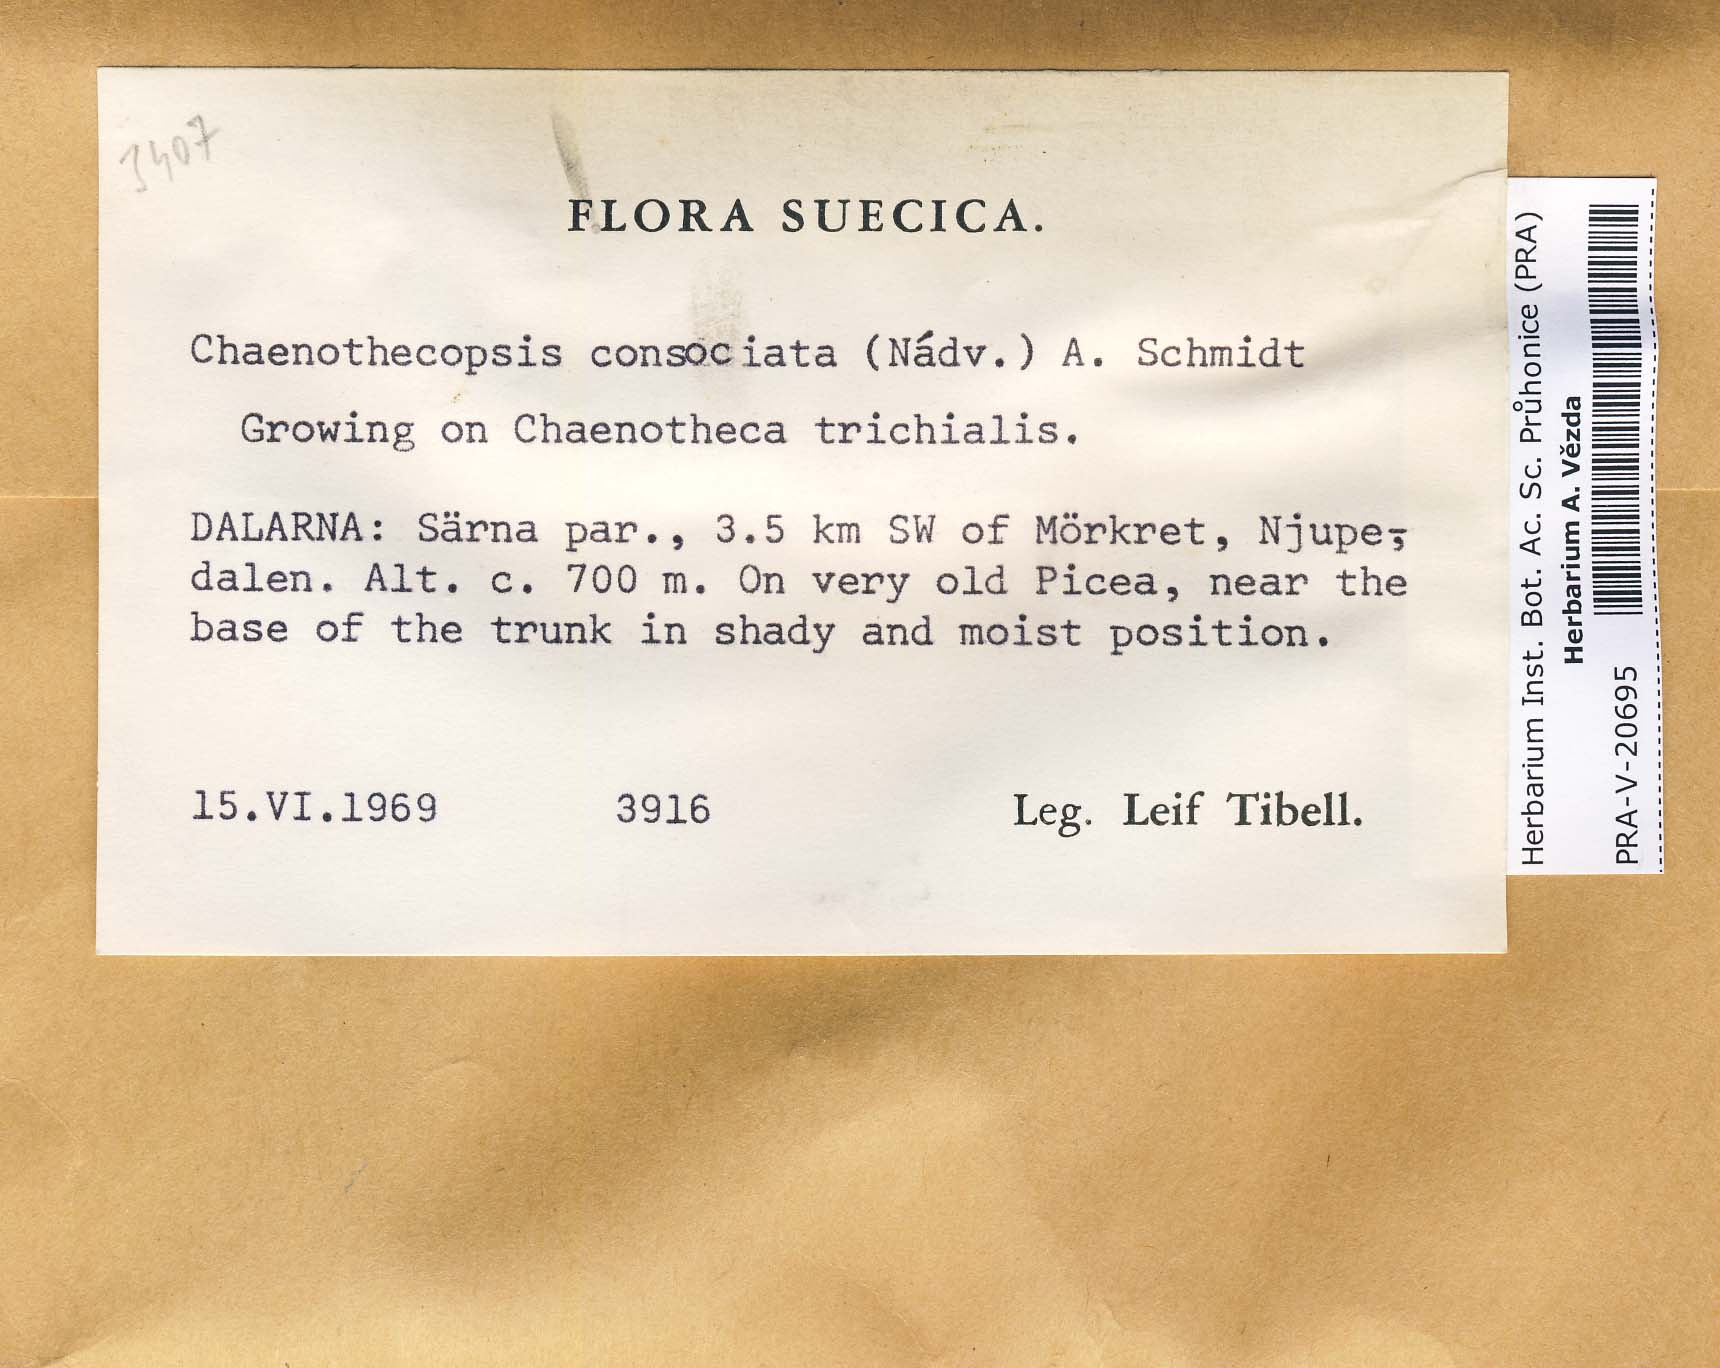 3407
FLORA SUECICA.
Chaenothecopsis consociata (Nádv.) A. Schmidt
Growing on Chaenotheca trichialis.
DALARNA: Särna par., 3.5 km SW of Mörkret, Njupe-
dalen. Alt. c. 700 m. On very old Picea, near the
base of the trunk in shady and moist position.
15.VI.1969 3916 Leg. Leif Tibell.
Herbarium Inst. Bot. Ac. Sc. Průhonice (PRA)
Herbarium A. Vězda
PRA-V-20695